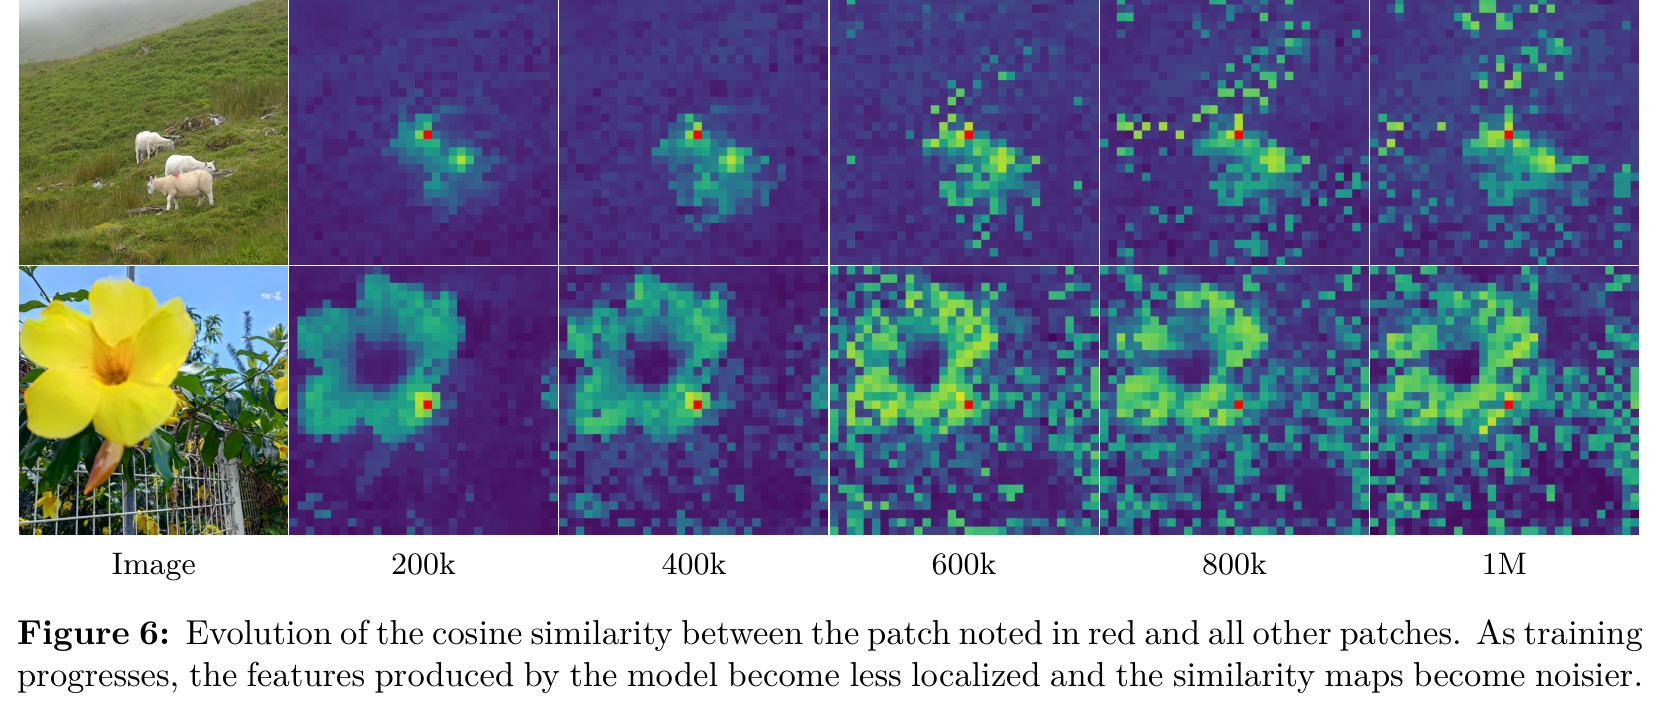 Image 200k 400k 600k 800k 1M
Figure 6: Evolution of the cosine similarity between the patch noted in red and all other patches. As training
progresses, the features produced by the model become less localized and the similarity maps become noisier.